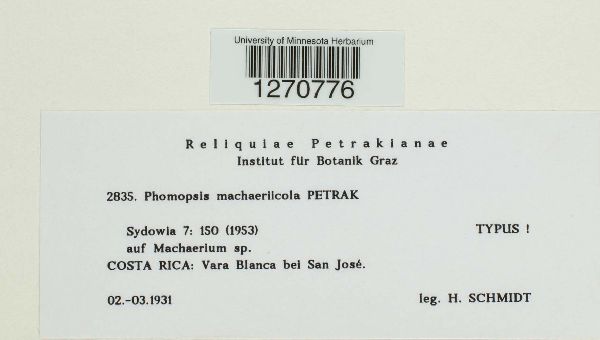 University of Minnesota Herbarium
1270776
Reliquiae Petrakianae
Institut für Botanik Graz
2835. Phomopsis machaeriicola PETRAK
Sydowia 7: 150 (1953) TYPUS !
auf Machaerium sp.
COSTA RICA: Vara Blanca bei San José.
02.-03.1931 leg. H. SCHMIDT